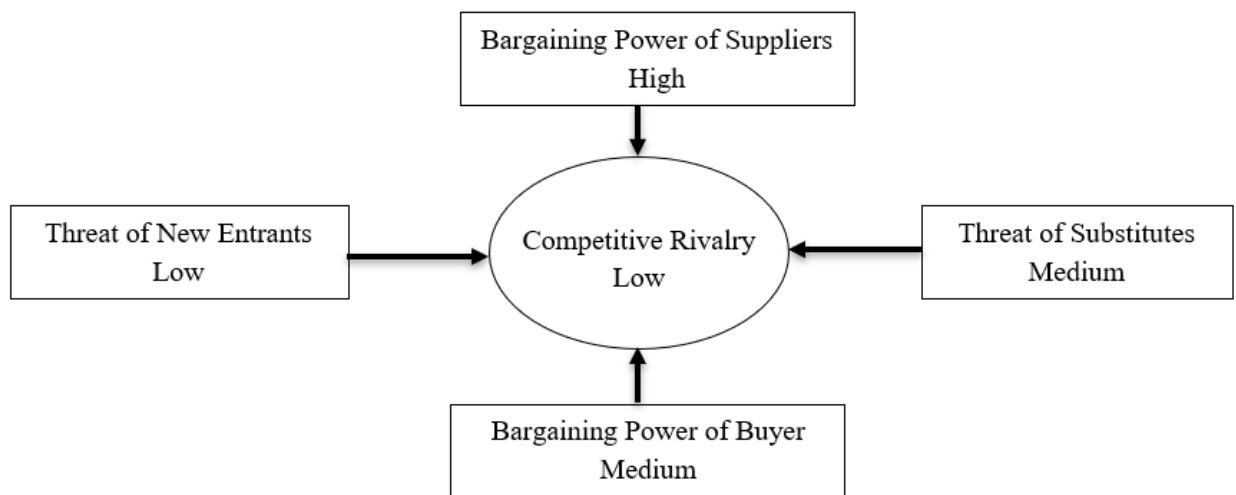 Bargaining Power of Suppliers
High
Threat of New Entrants
Low
Competitive Rivalry
Low
Threat of Substitutes
Medium
Bargaining Power of Buyer
Medium